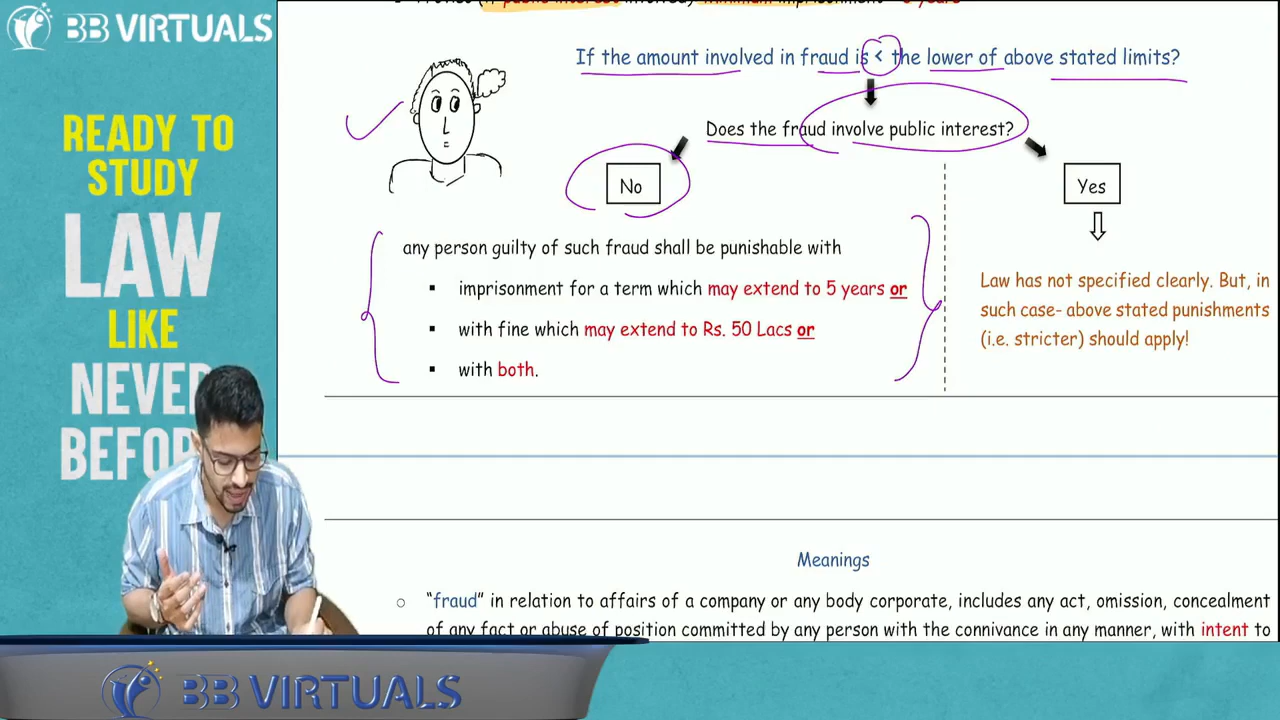 BB VIRTUALS
READY TO
STUDY
LAW
LIKE
NEVER
If the amount involved in fraud is < the lower of above stated limits?
Does the fraud involve public interest?
No
Yes
any person guilty of such fraud shall be punishable with
▪ imprisonment for a term which may extend to 5 years or
▪ with fine which may extend to Rs. 50 Lacs or
▪ with both.
Law has not specified clearly. But, in
such case- above stated punishments
(i.e. stricter) should apply!
Meanings
○ "fraud" in relation to affairs of a company or any body corporate, includes any act, omission, concealment
of any fact or abuse of position committed by any person with the connivance in any manner, with intent to
BB VIRTUALS